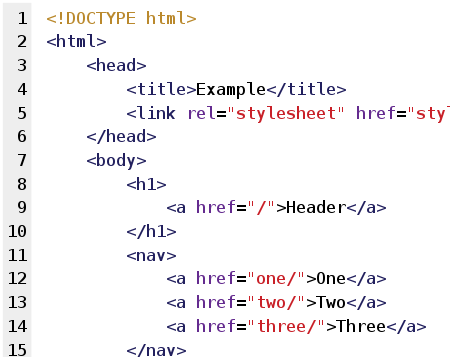 1 <!DOCTYPE html>
2 <html>
3     <head>
4         <title>Example</title>
5         <link rel="stylesheet" href="styl
6     </head>
7     <body>
8         <h1>
9             <a href="/">Header</a>
10         </h1>
11         <nav>
12             <a href="one/">One</a>
13             <a href="two/">Two</a>
14             <a href="three/">Three</a>
15         </nav>